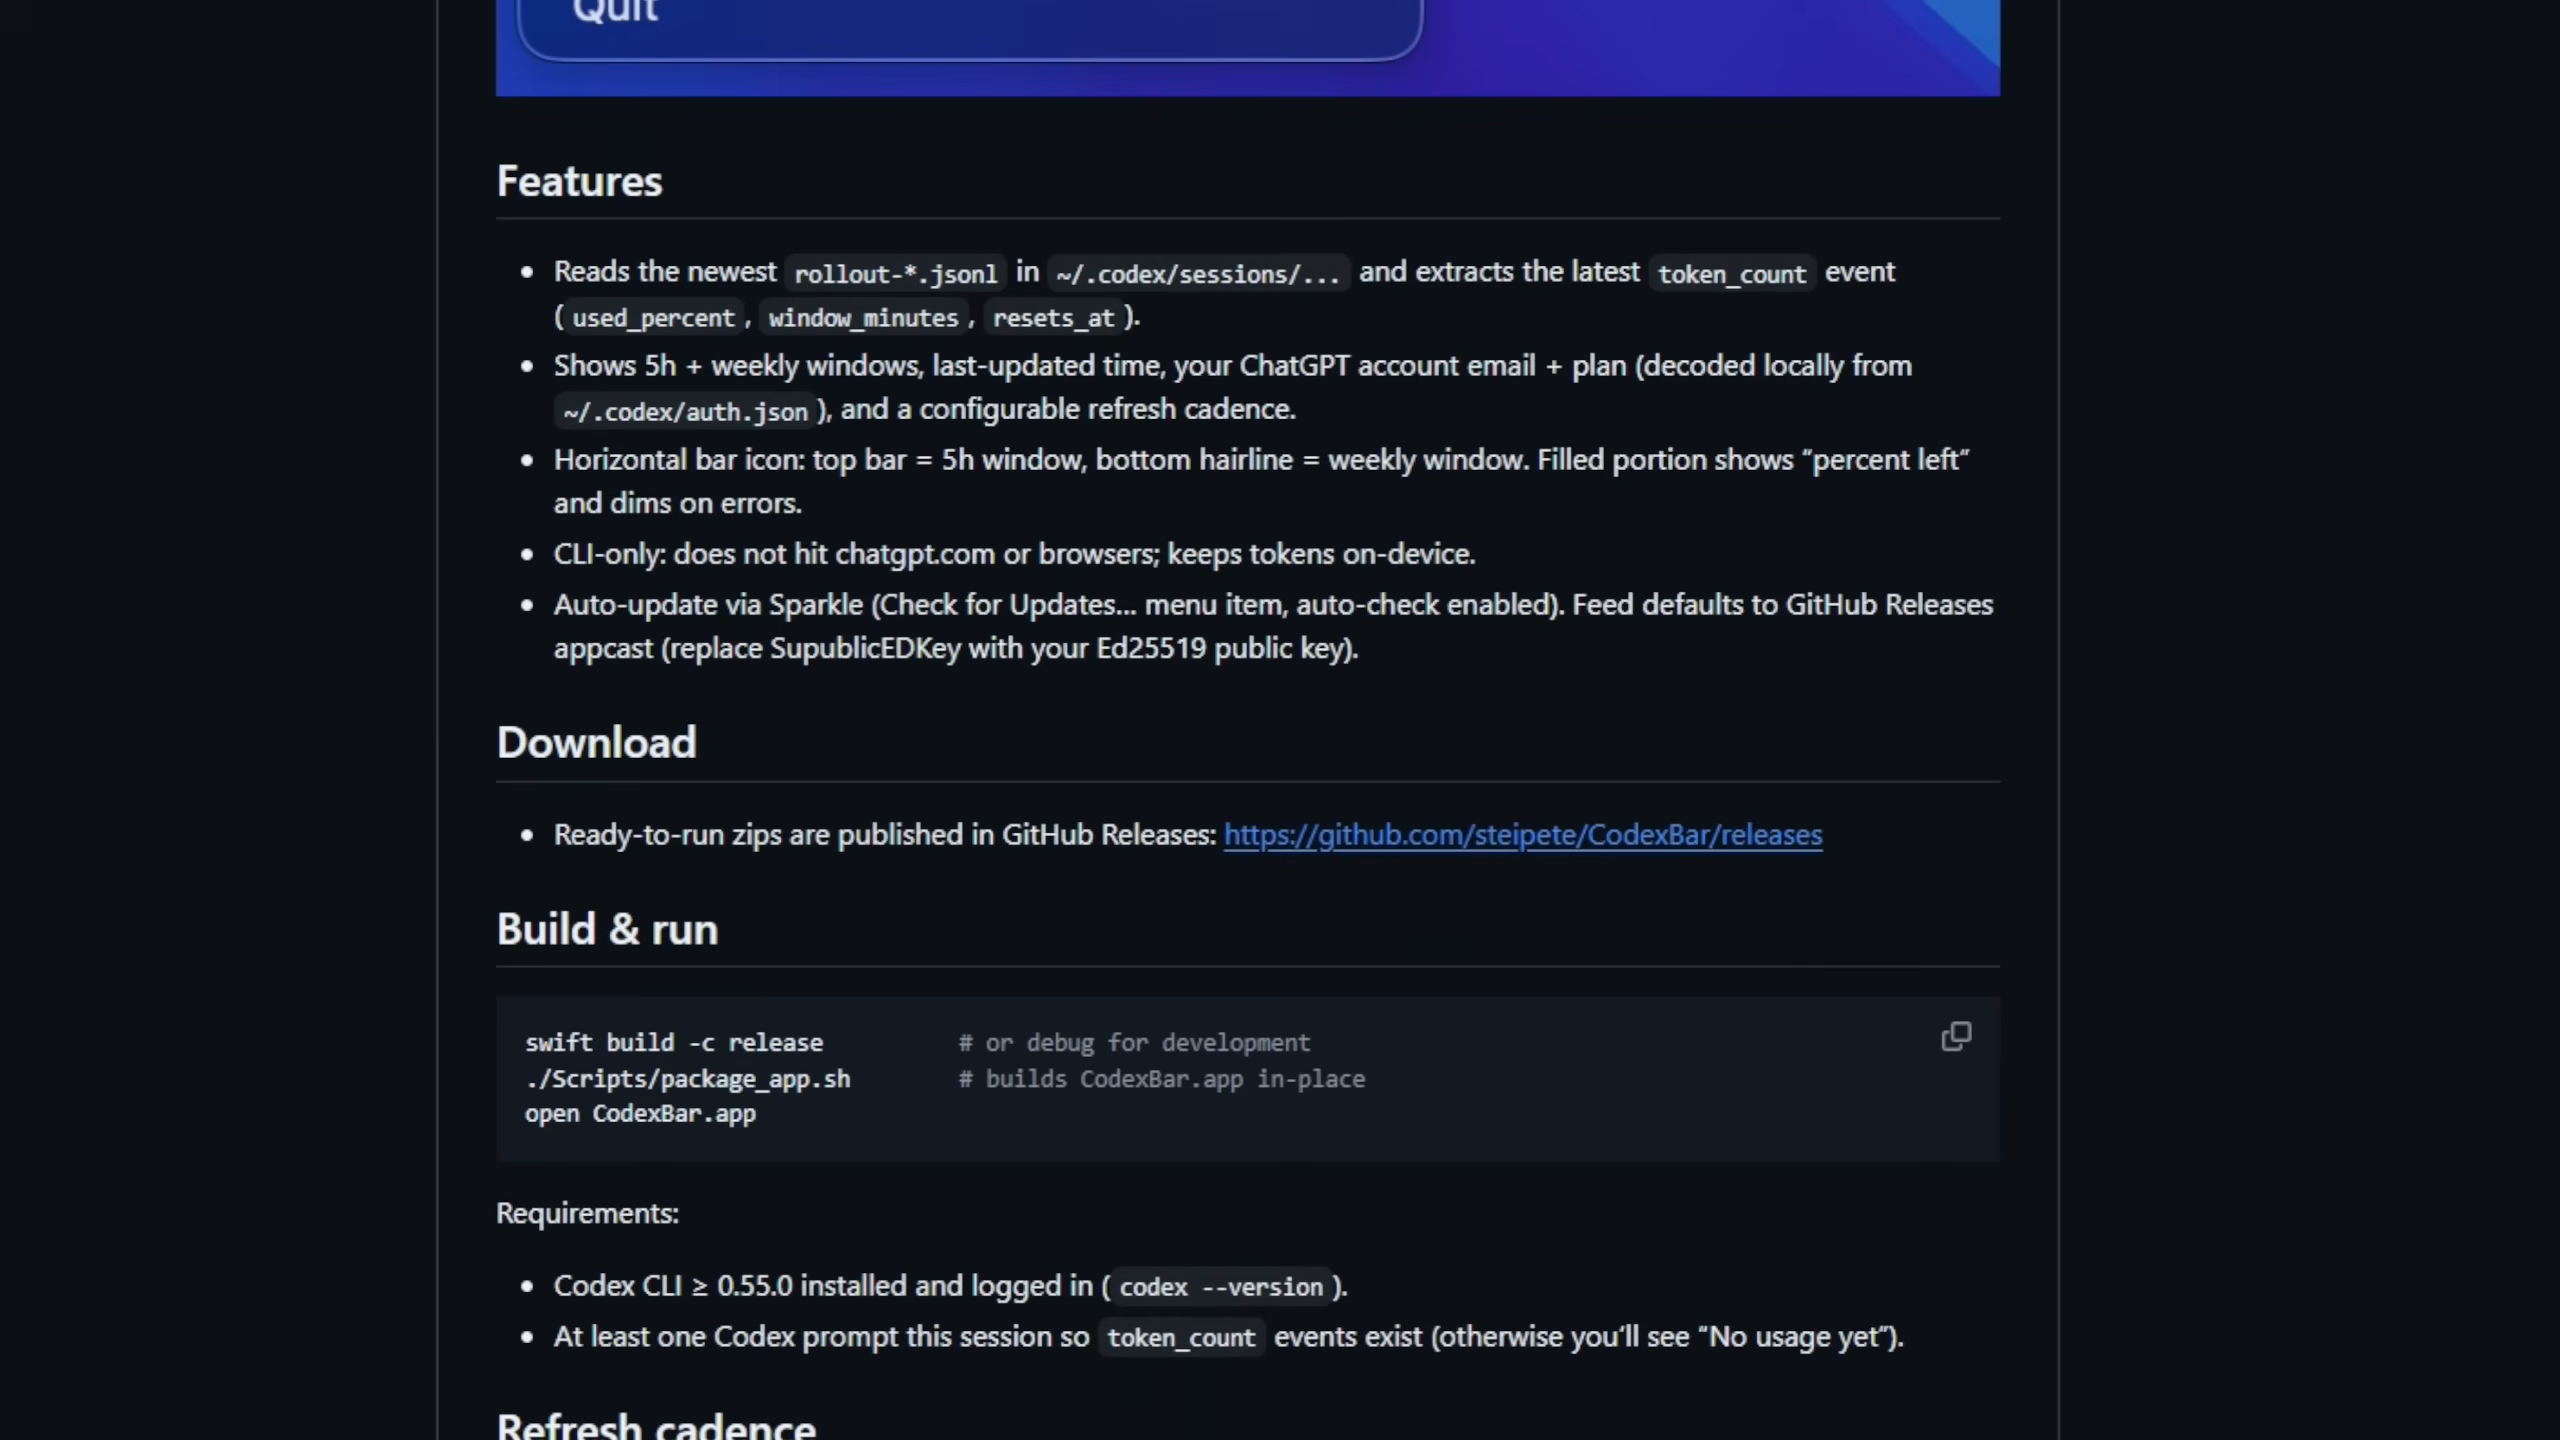 Quit
Features
Reads the newest rollout-*.jsonl in ~/.codex/sessions/... and extracts the latest token_count event
(used_percent, window_minutes, resets_at).
Shows 5h + weekly windows, last-updated time, your ChatGPT account email + plan (decoded locally from
~/.codex/auth.json), and a configurable refresh cadence.
Horizontal bar icon: top bar = 5h window, bottom hairline = weekly window. Filled portion shows “percent left”
and dims on errors.
CLI-only: does not hit chatgpt.com or browsers; keeps tokens on-device.
Auto-update via Sparkle (Check for Updates... menu item, auto-check enabled). Feed defaults to GitHub Releases
appcast (replace SupublicEDKey with your Ed25519 public key).
Download
Ready-to-run zips are published in GitHub Releases: https://github.com/steipete/CodexBar/releases
Build & run
swift build -c release # or debug for development
./Scripts/package_app.sh # builds CodexBar.app in-place
open CodexBar.app
Requirements:
Codex CLI ≥ 0.55.0 installed and logged in (codex --version).
At least one Codex prompt this session so token_count events exist (otherwise you’ll see “No usage yet”).
Refresh cadence